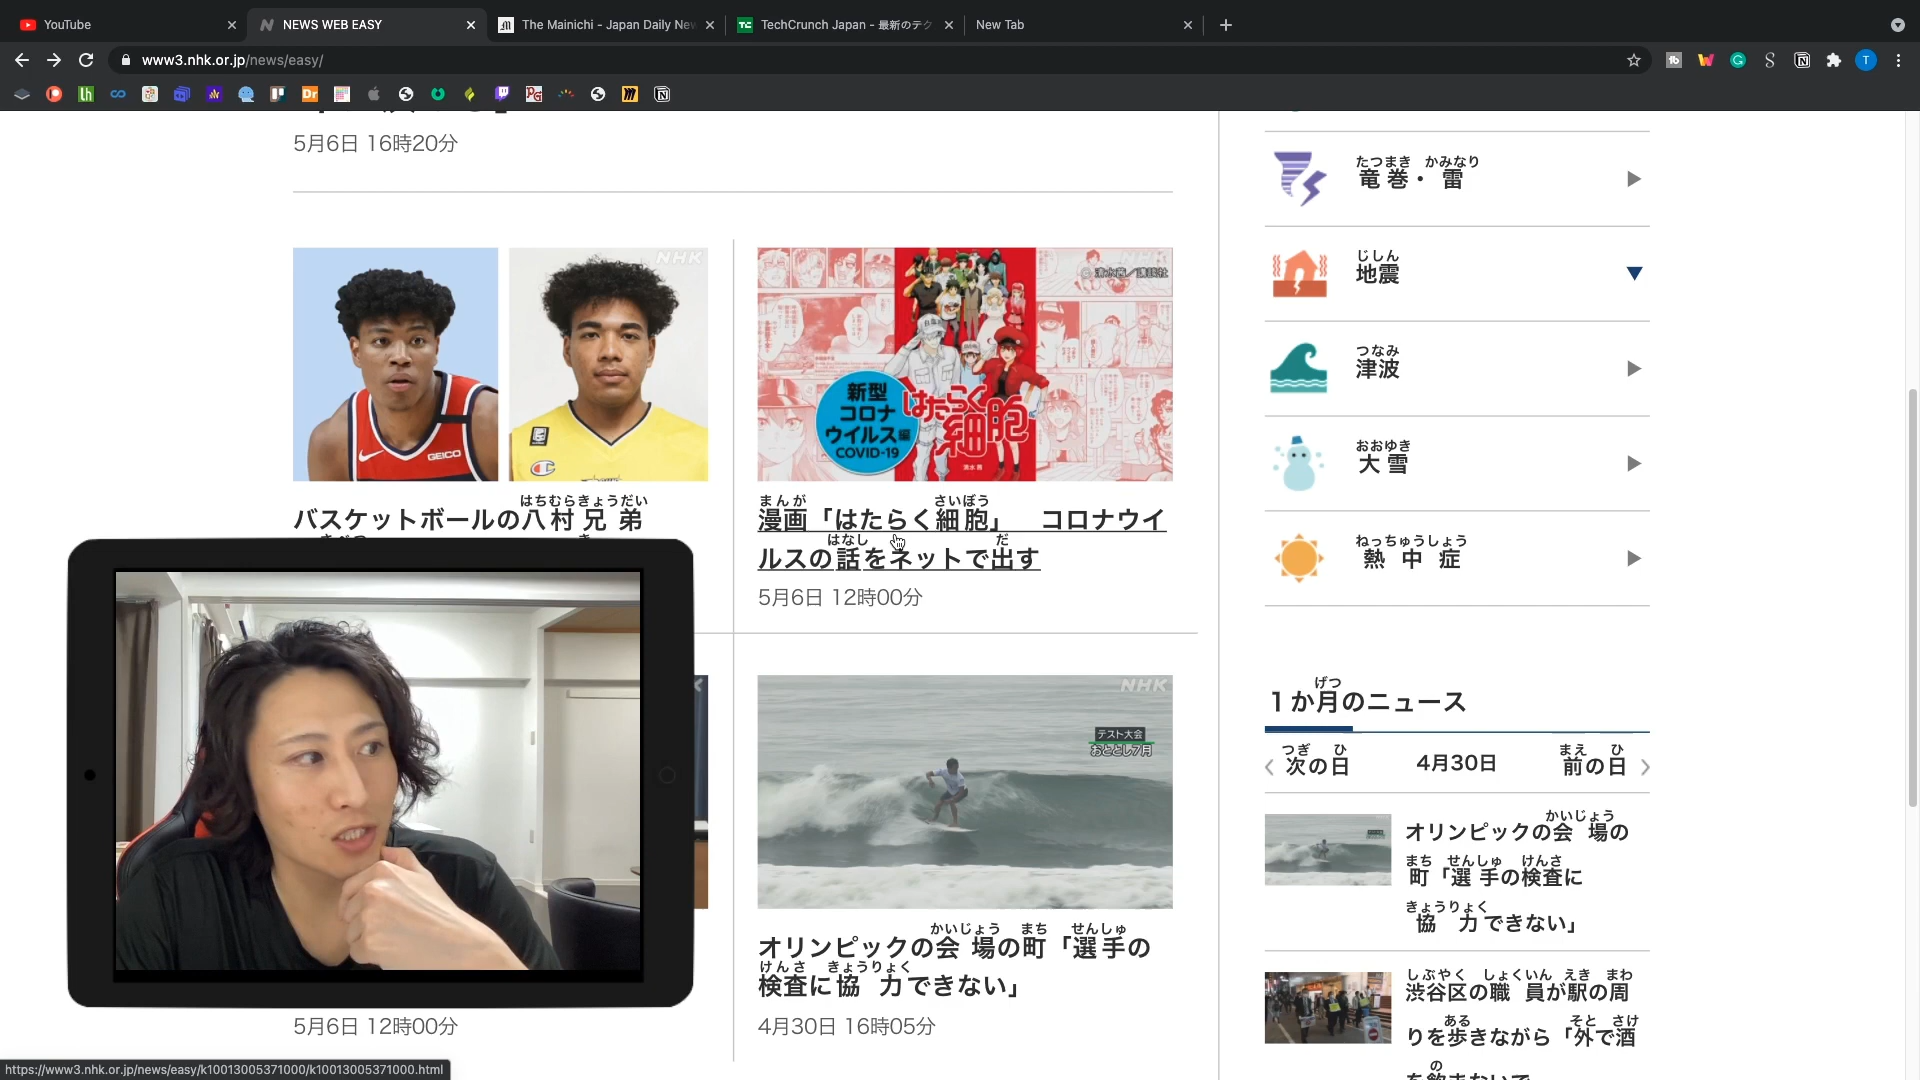 YouTube
NEWS WEB EASY
The Mainichi - Japan Daily Ne
TechCrunch Japan - 最新のテク
New Tab
www3.nhk.or.jp/news/easy/
5月6日 16時20分
NHK
GEICO
新型
コロナ
ウイルス編
COVID-19
はたらく
細胞
清水茜
©清水茜/講談社
はちむらきょうだい
バスケットボールの八村兄弟
まんが さいぼう
漫画「はたらく細胞」 コロナウイ
はなし だ
ルスの話をネットで出す
5月6日 12時00分
5月6日 12時00分
NHK
テスト大会
おととし7月
かいじょう まち せんしゅ
オリンピックの会場の町「選手の
けんさ きょうりょく
検査に協力できない」
4月30日 16時05分
たつまき かみなり
竜巻・雷
じしん
地震
つなみ
津波
おおゆき
大雪
ねっちゅうしょう
熱中症
げつ
1か月のニュース
つぎ ひ
次の日
4月30日
まえ ひ
前の日
かいじょう
オリンピックの会場の
まち せんしゅ けんさ
町「選手の検査に
きょうりょく
協力できない」
しぶやく しょくいん えき まわ
渋谷区の職員が駅の周
ある そと さけ
りを歩きながら「外で酒
の
https://www3.nhk.or.jp/news/easy/k10013005371000/k10013005371000.html